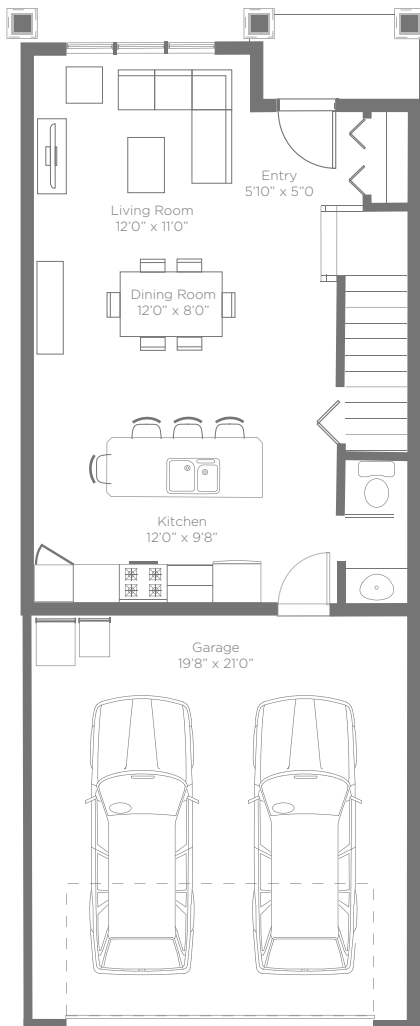 Entry
5'10" x 5"0
Living Room
12'0" x 11'0"
Dining Room
12'0" x 8'0"
Kitchen
12'0" x 9'8"
Garage
19'8" x 21'0"